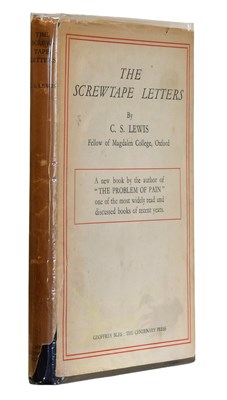 THE
SCREWTAPE LETTERS
By
C. S. LEWIS
Fellow of Magdalen College, Oxford
A new book by the author of
"THE PROBLEM OF PAIN"
one of the most widely read and
discussed books of recent years.
GEOFFREY BLES · THE CENTENARY PRESS
THE
SCREW
TAPE
LETTERS